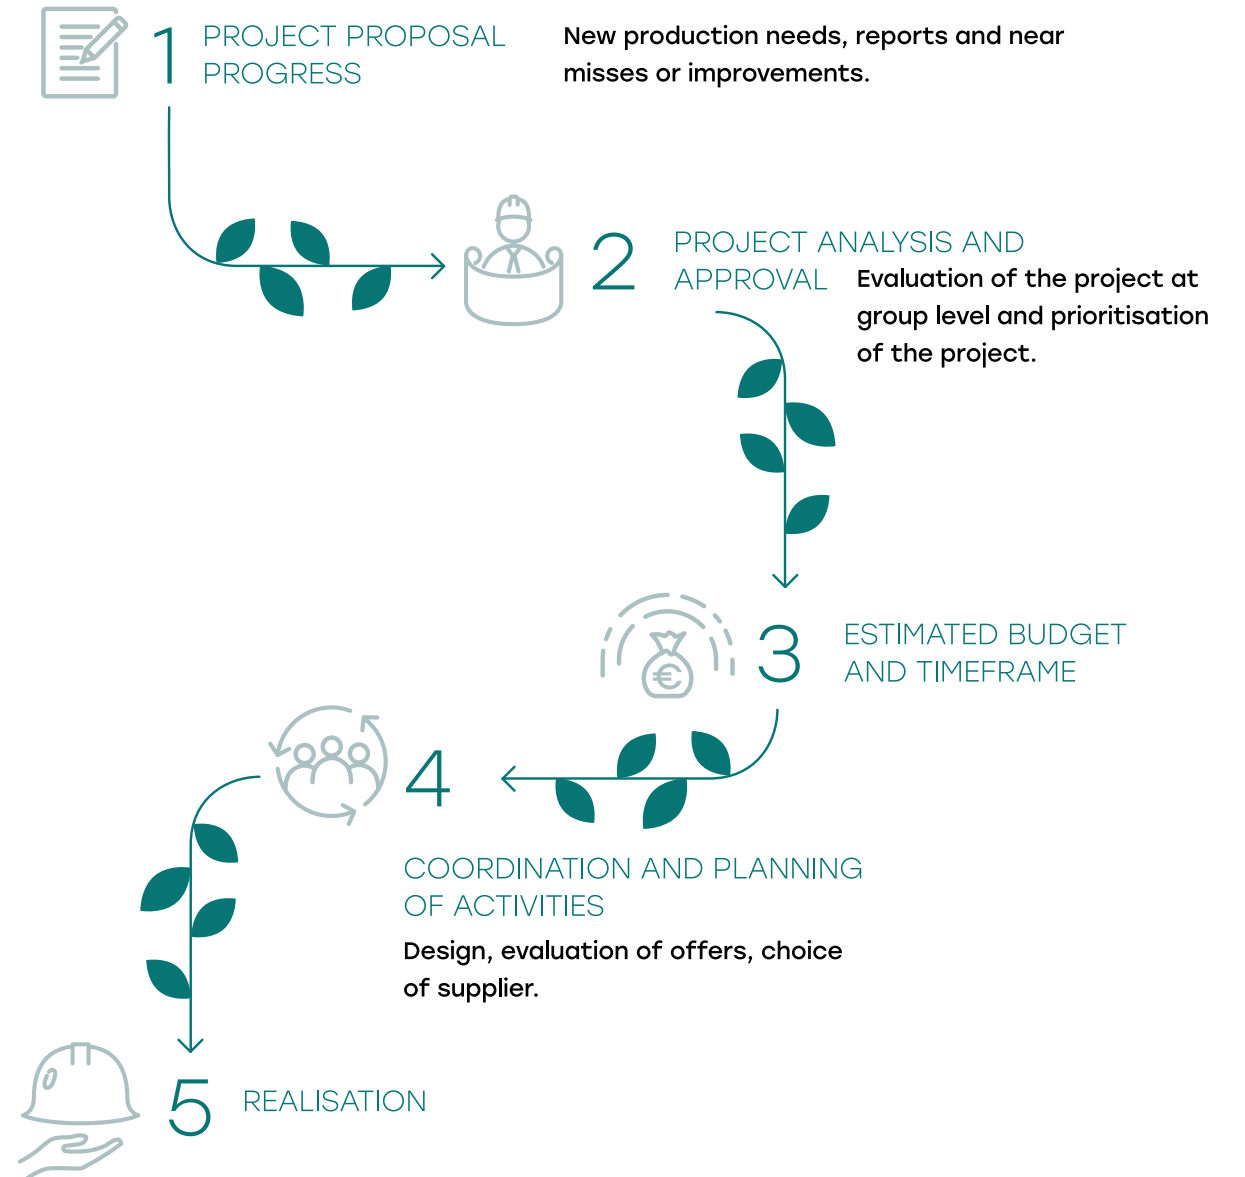 1
PROJECT PROPOSAL
PROGRESS
New production needs, reports and near
misses or improvements.
2
PROJECT ANALYSIS AND
APPROVAL
Evaluation of the project at
group level and prioritisation
of the project.
€
3
ESTIMATED BUDGET
AND TIMEFRAME
4
COORDINATION AND PLANNING
OF ACTIVITIES
Design, evaluation of offers, choice
of supplier.
5
REALISATION